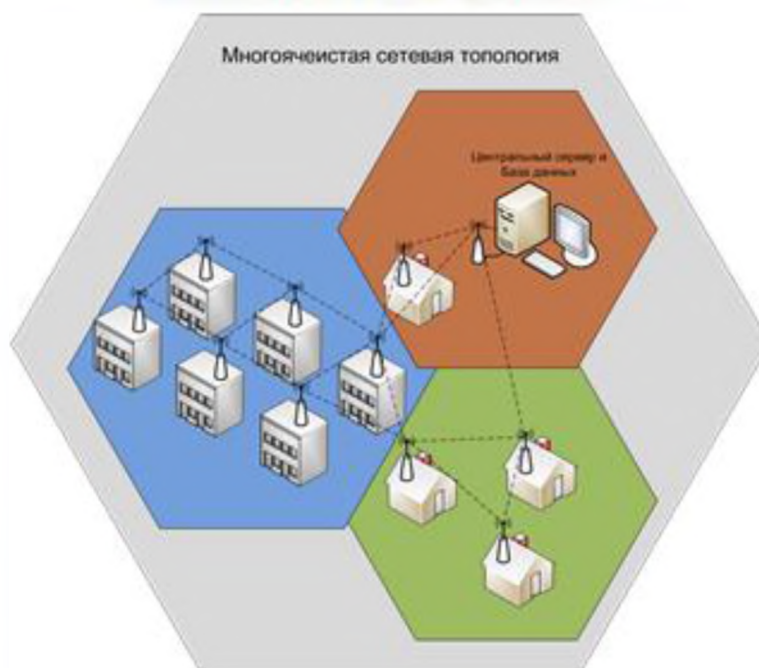 Многоячеистая сетевая топология
Центральный сервер и
база данных